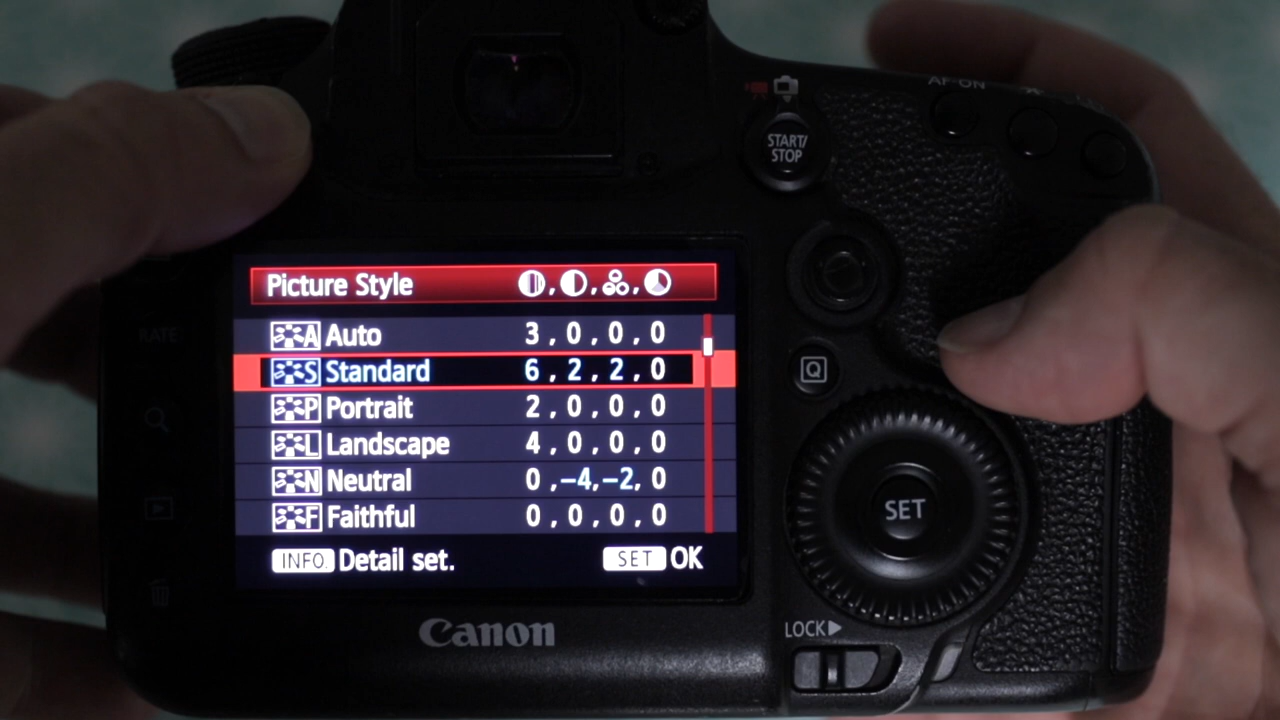 AF-ON
START/
STOP
Picture Style
RATE
A Auto 3, 0, 0, 0
S Standard 6, 2, 2, 0
P Portrait 2, 0, 0, 0
L Landscape 4, 0, 0, 0
N Neutral 0, -4, -2, 0
F Faithful 0, 0, 0, 0
INFO. Detail set. SET OK
Q
SET
Canon
LOCK